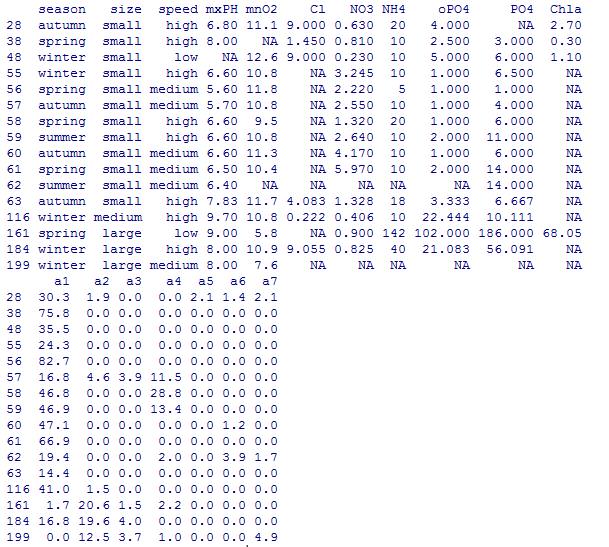 season   size  speed mxPH mnO2    Cl   NO3 NH4    oPO4     PO4  Chla
28  autumn  small   high 6.80 11.1 9.000 0.630  20   4.000      NA  2.70
38  spring  small   high 8.00   NA 1.450 0.810  10   2.500   3.000  0.30
48  winter  small    low   NA 12.6 9.000 0.230  10   5.000   6.000  1.10
55  winter  small   high 6.60 10.8    NA 3.245  10   1.000   6.500    NA
56  spring  small medium 5.60 11.8    NA 2.220   5   1.000   1.000    NA
57  autumn  small medium 5.70 10.8    NA 2.550  10   1.000   4.000    NA
58  spring  small   high 6.60  9.5    NA 1.320  20   1.000   6.000    NA
59  summer  small   high 6.60 10.8    NA 2.640  10   2.000  11.000    NA
60  autumn  small medium 6.60 11.3    NA 4.170  10   1.000   6.000    NA
61  spring  small medium 6.50 10.4    NA 5.970  10   2.000  14.000    NA
62  summer  small medium 6.40   NA    NA    NA  NA      NA  14.000    NA
63  autumn  small   high 7.83 11.7 4.083 1.328  18   3.333   6.667    NA
116 winter medium   high 9.70 10.8 0.222 0.406  10  22.444  10.111    NA
161 spring  large    low 9.00  5.8    NA 0.900 142 102.000 186.000 68.05
184 winter  large   high 8.00 10.9 9.055 0.825  40  21.083  56.091    NA
199 winter  large medium 8.00  7.6    NA    NA  NA      NA      NA    NA
      a1   a2  a3   a4  a5  a6  a7
28  30.3  1.9 0.0  0.0 2.1 1.4 2.1
38  75.8  0.0 0.0  0.0 0.0 0.0 0.0
48  35.5  0.0 0.0  0.0 0.0 0.0 0.0
55  24.3  0.0 0.0  0.0 0.0 0.0 0.0
56  82.7  0.0 0.0  0.0 0.0 0.0 0.0
57  16.8  4.6 3.9 11.5 0.0 0.0 0.0
58  46.8  0.0 0.0 28.8 0.0 0.0 0.0
59  46.9  0.0 0.0 13.4 0.0 0.0 0.0
60  47.1  0.0 0.0  0.0 0.0 1.2 0.0
61  66.9  0.0 0.0  0.0 0.0 0.0 0.0
62  19.4  0.0 0.0  2.0 0.0 3.9 1.7
63  14.4  0.0 0.0  0.0 0.0 0.0 0.0
116 41.0  1.5 0.0  0.0 0.0 0.0 0.0
161  1.7 20.6 1.5  2.2 0.0 0.0 0.0
184 16.8 19.6 4.0  0.0 0.0 0.0 0.0
199  0.0 12.5 3.7  1.0 0.0 0.0 4.9